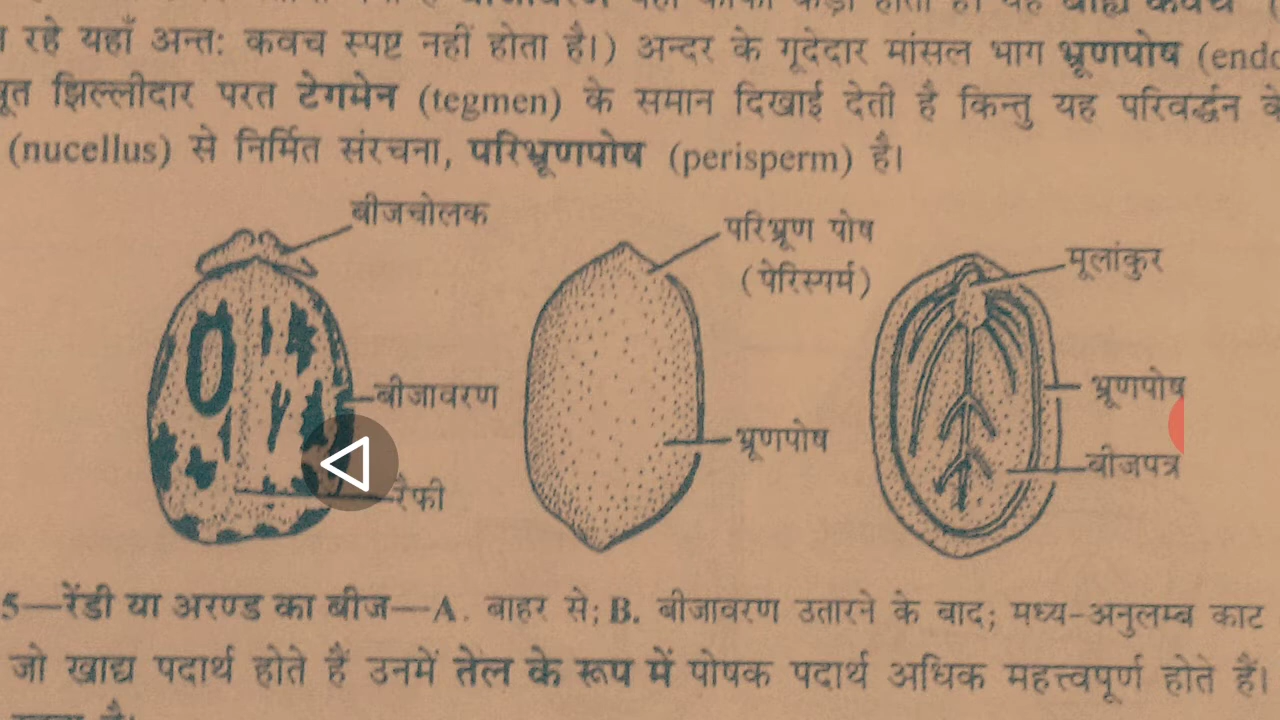 रहे यहाँ अन्त: कवच स्पष्ट नहीं होता है।) अन्दर के गूदेदार मांसल भाग भ्रूणपोष (endo
झिल्लीदार परत टेगमेन (tegmen) के समान दिखाई देती है किन्तु यह परिवर्द्धन के
(nucellus) से निर्मित संरचना, परिभ्रूणपोष (perisperm) है।
बीजचोलक
परिभ्रूण पोष
(पेरिस्पर्म)
मूलांकुर
बीजावरण
भ्रूणपोष
भ्रूणपोष
बीजपत्र
रेफी
5—रेंडी या अरण्ड का बीज—A. बाहर से; B. बीजावरण उतारने के बाद; मध्य-अनुलम्ब काट
जो खाद्य पदार्थ होते हैं उनमें तेल के रूप में पोषक पदार्थ अधिक महत्त्वपूर्ण होते हैं।